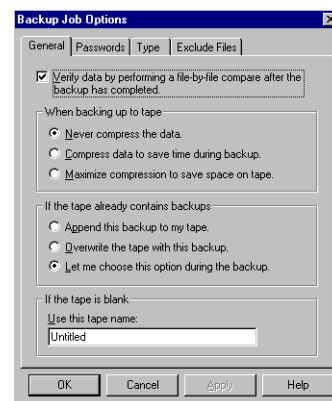 Backup Job Options
General Passwords Type Exclude Files
Verify data by performing a file-by-file compare after the
backup has completed.
When backing up to tape
Never compress the data.
Compress data to save time during backup.
Maximize compression to save space on tape.
If the tape already contains backups
Append this backup to my tape.
Overwrite the tape with this backup.
Let me choose this option during the backup.
If the tape is blank
Use this tape name:
Untitled
OK Cancel Apply Help